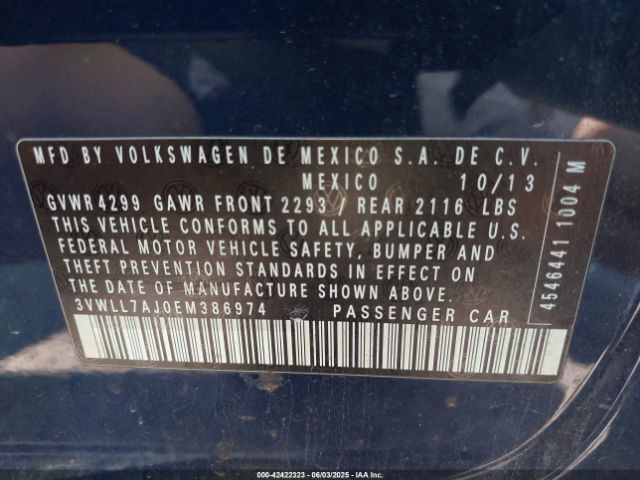 MFD BY VOLKSWAGEN DE MEXICO S.A. DE C.V.
MEXICO 10/13
GVWR 4299 GAWR FRONT 2293 / REAR 2116 LBS
THIS VEHICLE CONFORMS TO ALL APPLICABLE U.S.
FEDERAL MOTOR VEHICLE SAFETY, BUMPER AND
THEFT PREVENTION STANDARDS IN EFFECT ON
THE DATE OF MANUFACTURE SHOWN ABOVE.
3VWLL7AJ0EM386974 PASSENGER CAR
4546441 1004 M
000-42422323 - 06/03/2025 - IAA Inc.